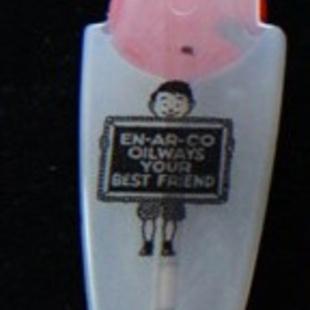 EN-AR-CO
OILWAYS
YOUR
BEST FRIEND